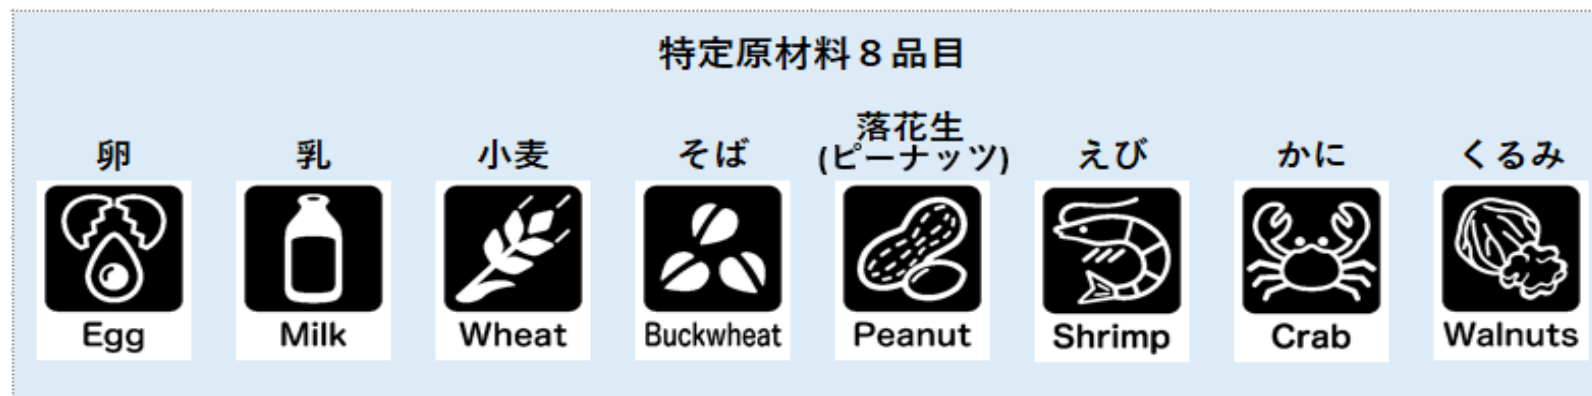 特定原材料８品目
卵
乳
小麦
そば
落花生
(ピーナッツ)
えび
かに
くるみ
Egg
Milk
Wheat
Buckwheat
Peanut
Shrimp
Crab
Walnuts